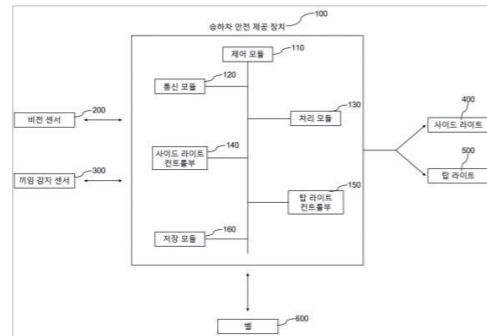 100
승하차 안전 제공 장치
110
제어 모듈
120
통신 모듈
130
처리 모듈
200
비전 센서
400
사이드 라이트
140
사이드 라이트
컨트롤부
300
끼임 감지 센서
500
탑 라이트
150
탑 라이트
컨트롤부
160
저장 모듈
600
벨